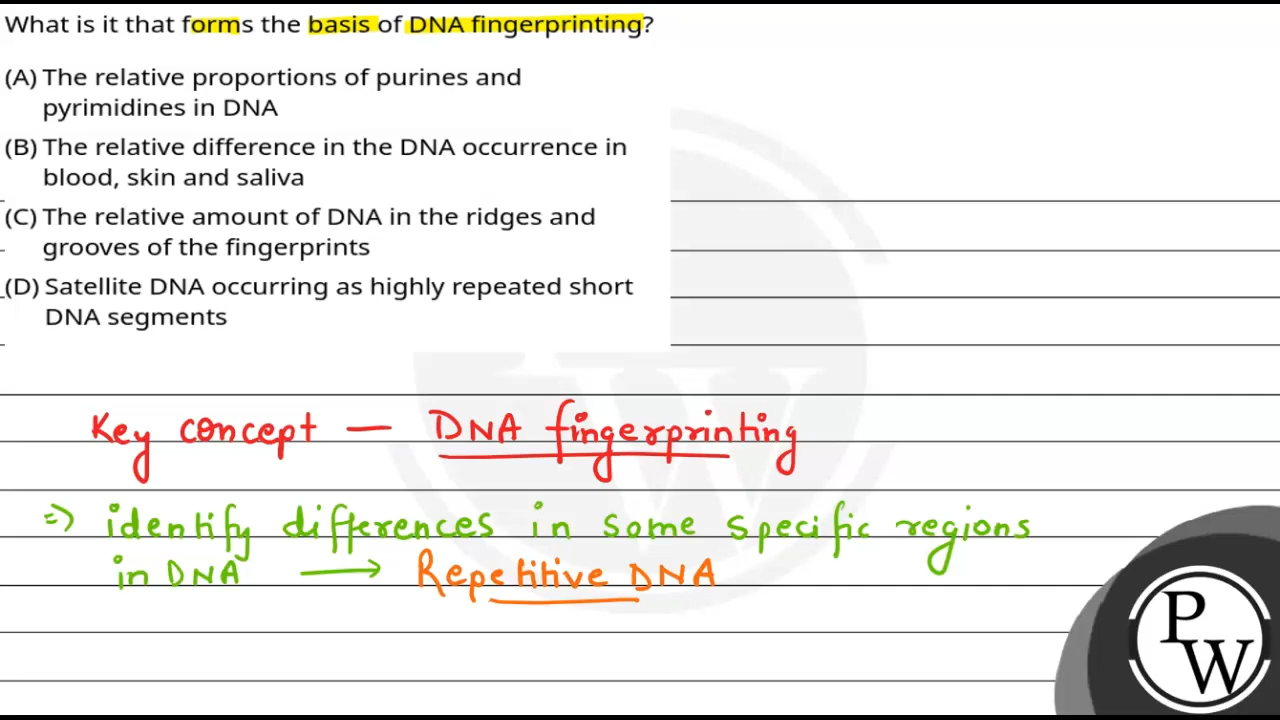 What is it that forms the basis of DNA fingerprinting?
(A) The relative proportions of purines and
pyrimidines in DNA
(B) The relative difference in the DNA occurrence in
blood, skin and saliva
(C) The relative amount of DNA in the ridges and
grooves of the fingerprints
(D) Satellite DNA occurring as highly repeated short
DNA segments
Key concept — DNA fingerprinting
⇒ identify differences in some specific regions
in DNA ⟶ Repetitive DNA
PW